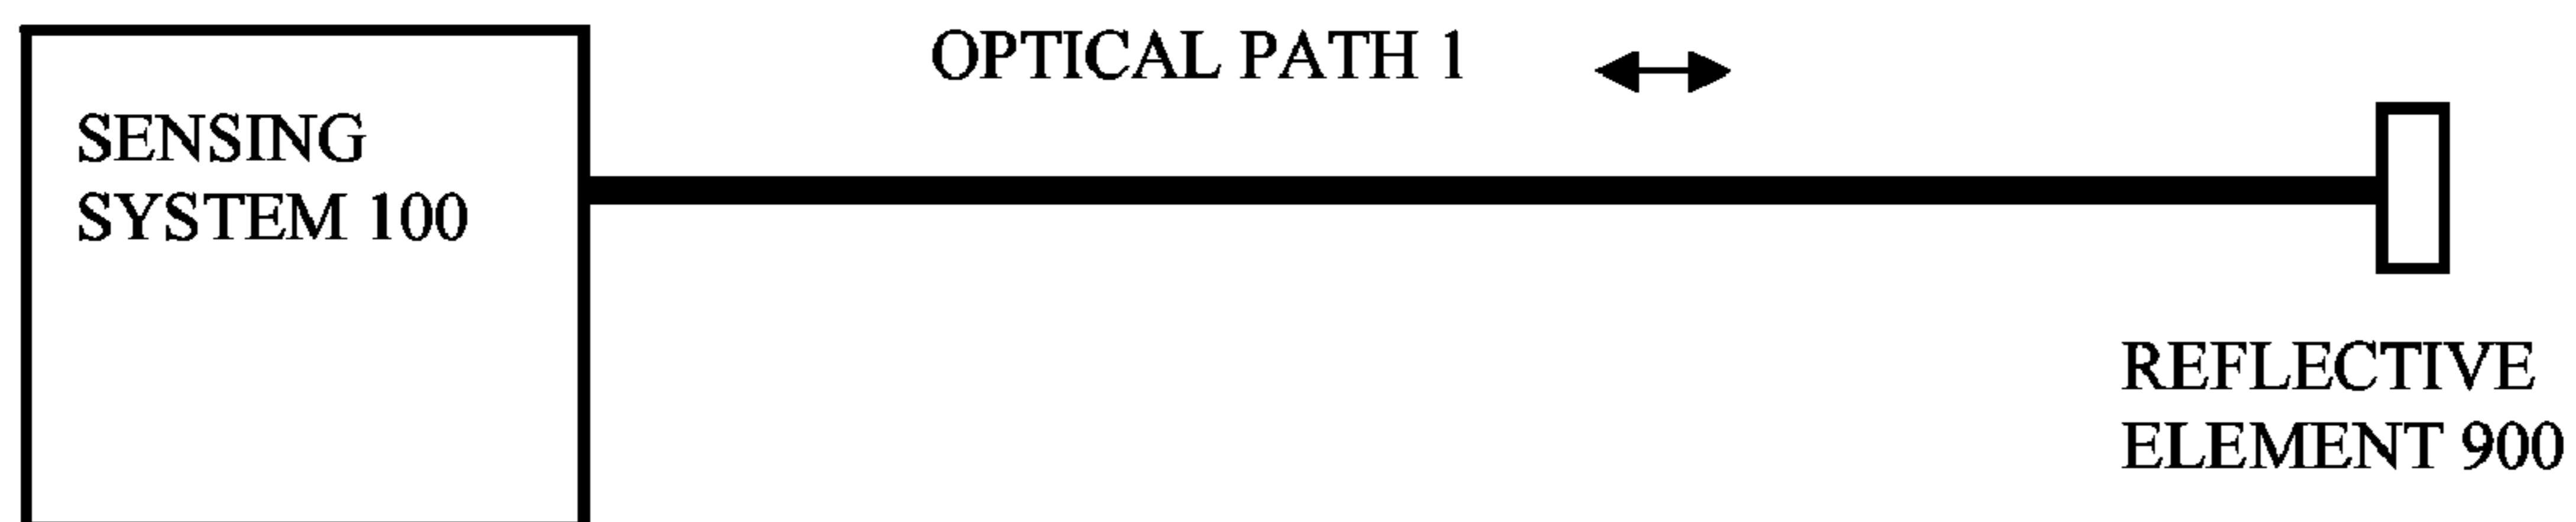 OPTICAL PATH 1
SENSING
SYSTEM 100
REFLECTIVE
ELEMENT 900